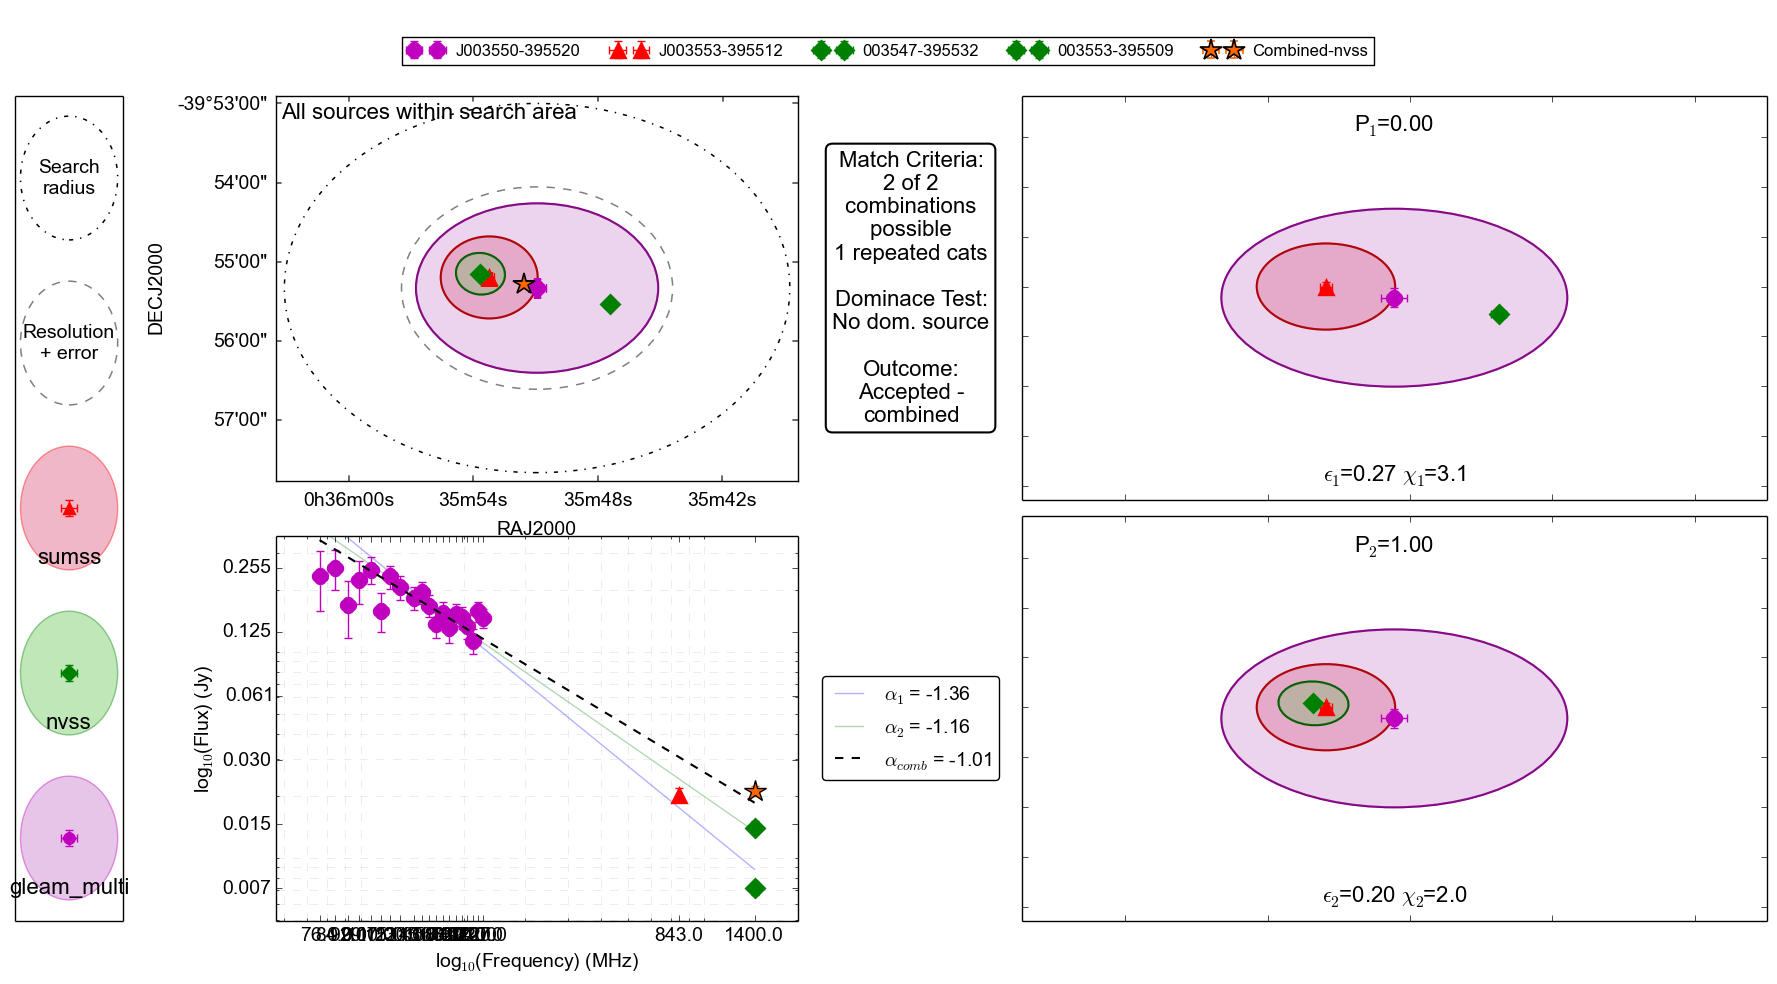 J003550-395520
J003553-395512
003547-395532
003553-395509
Combined-nvss
Search
radius
Resolution
+ error
sumss
nvss
gleam_multi
All sources within search area
-39°53'00"
54'00"
55'00"
56'00"
57'00"
DECJ2000
0h36m00s
35m54s
35m48s
35m42s
RAJ2000
Match Criteria:
2 of 2
combinations
possible
1 repeated cats
Dominace Test:
No dom. source
Outcome:
Accepted -
combined
P₁=0.00
ϵ₁=0.27 χ₁=3.1
P₂=1.00
ϵ₂=0.20 χ₂=2.0
0.255
0.125
0.061
0.030
0.015
0.007
log₁₀(Flux) (Jy)
843.0
1400.0
log₁₀(Frequency) (MHz)
α₁ = -1.36
α₂ = -1.16
α_comb = -1.01